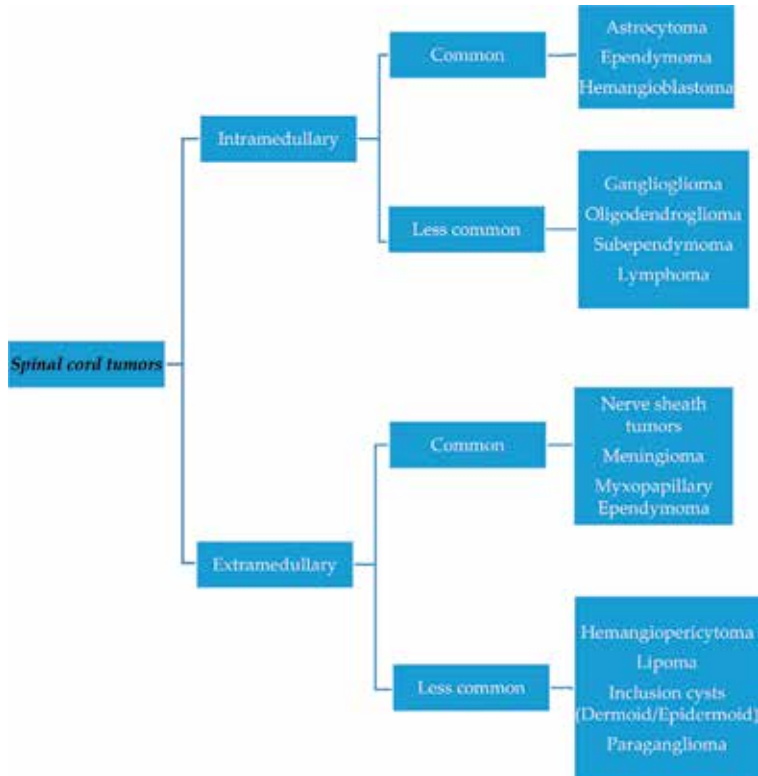 Spinal cord tumors
Intramedullary
Common
Astrocytoma
Ependymoma
Hemangioblastoma
Less common
Ganglioglioma
Oligodendroglioma
Subependymoma
Lymphoma
Extramedullary
Common
Nerve sheath
tumors
Meningioma
Myxopapillary
Ependymoma
Less common
Hemangiopericytoma
Lipoma
Inclusion cysts
(Dermoid/Epidermoid)
Paraganglioma